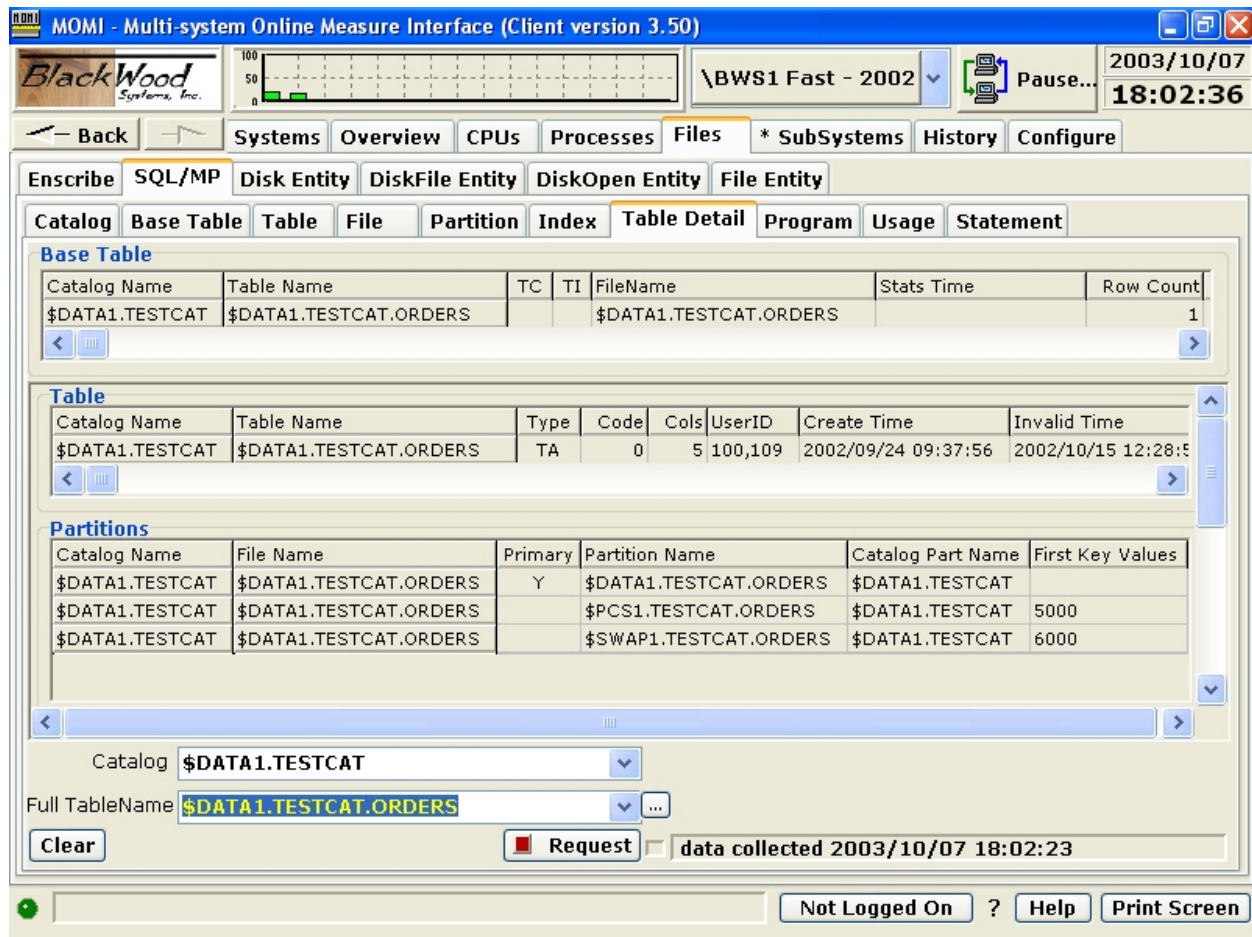 MOMI - Multi-system Online Measure Interface (Client version 3.50)
BlackWood Systems, Inc.
100
50
0
\BWS1 Fast - 2002
Pause...
2003/10/07
18:02:36
Back
Systems Overview CPUs Processes Files * SubSystems History Configure
Enscribe SQL/MP Disk Entity DiskFile Entity DiskOpen Entity File Entity
Catalog Base Table Table File Partition Index Table Detail Program Usage Statement
Base Table
Catalog Name Table Name TC TI FileName Stats Time Row Count
$DATA1.TESTCAT $DATA1.TESTCAT.ORDERS $DATA1.TESTCAT.ORDERS 1
Table
Catalog Name Table Name Type Code Cols UserID Create Time Invalid Time
$DATA1.TESTCAT $DATA1.TESTCAT.ORDERS TA 0 5 100,109 2002/09/24 09:37:56 2002/10/15 12:28:5
Partitions
Catalog Name File Name Primary Partition Name Catalog Part Name First Key Values
$DATA1.TESTCAT $DATA1.TESTCAT.ORDERS Y $DATA1.TESTCAT.ORDERS $DATA1.TESTCAT
$DATA1.TESTCAT $DATA1.TESTCAT.ORDERS $PCS1.TESTCAT.ORDERS $DATA1.TESTCAT 5000
$DATA1.TESTCAT $DATA1.TESTCAT.ORDERS $SWAP1.TESTCAT.ORDERS $DATA1.TESTCAT 6000
Catalog $DATA1.TESTCAT
Full TableName $DATA1.TESTCAT.ORDERS ...
Clear Request data collected 2003/10/07 18:02:23
Not Logged On ? Help Print Screen